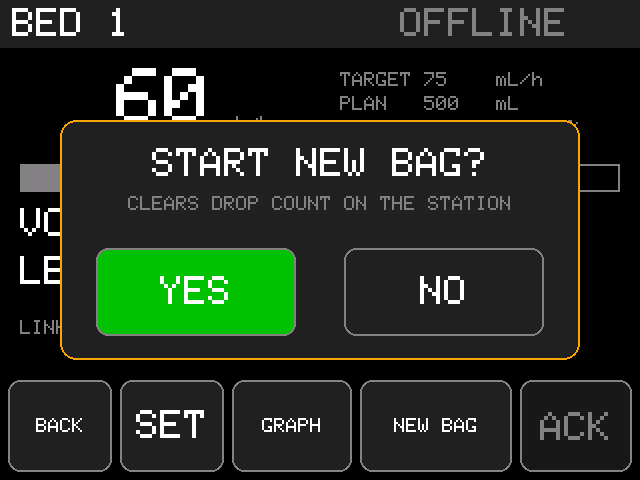 BED 1 OFFLINE
60 TARGET 75 mL/h
PLAN 500 mL
START NEW BAG?
CLEARS DROP COUNT ON THE STATION
YES NO
BACK SET GRAPH NEW BAG ACK